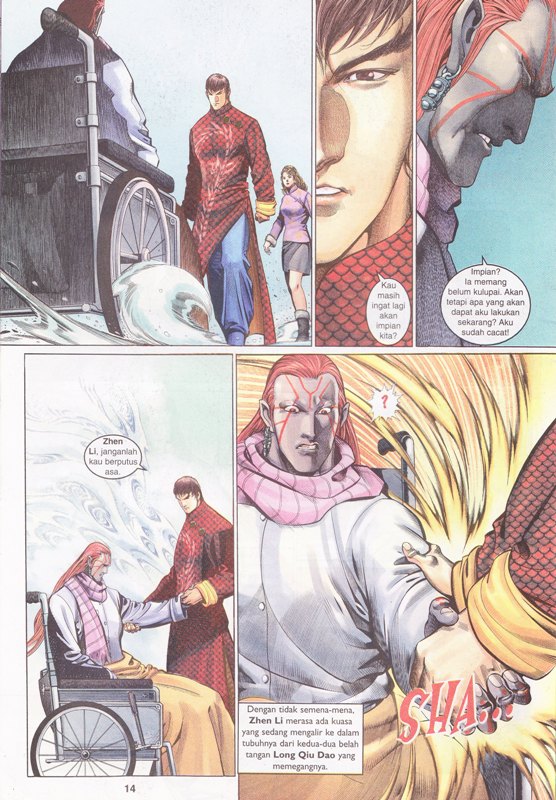 Kau
masih
ingat lagi
akan
impian
kita?
Impian?
Ia memang
belum kulupai. Akan
tetapi apa yang akan
dapat aku lakukan
sekarang? Aku
sudah cacat!
Zhen
Li, janganlah
kau berputus
asa.
?
SHA...
Dengan tidak semena-mena,
Zhen Li merasa ada kuasa
yang sedang mengalir ke dalam
tubuhnya dari kedua-dua belah
tangan Long Qiu Dao yang
memegangnya.
14